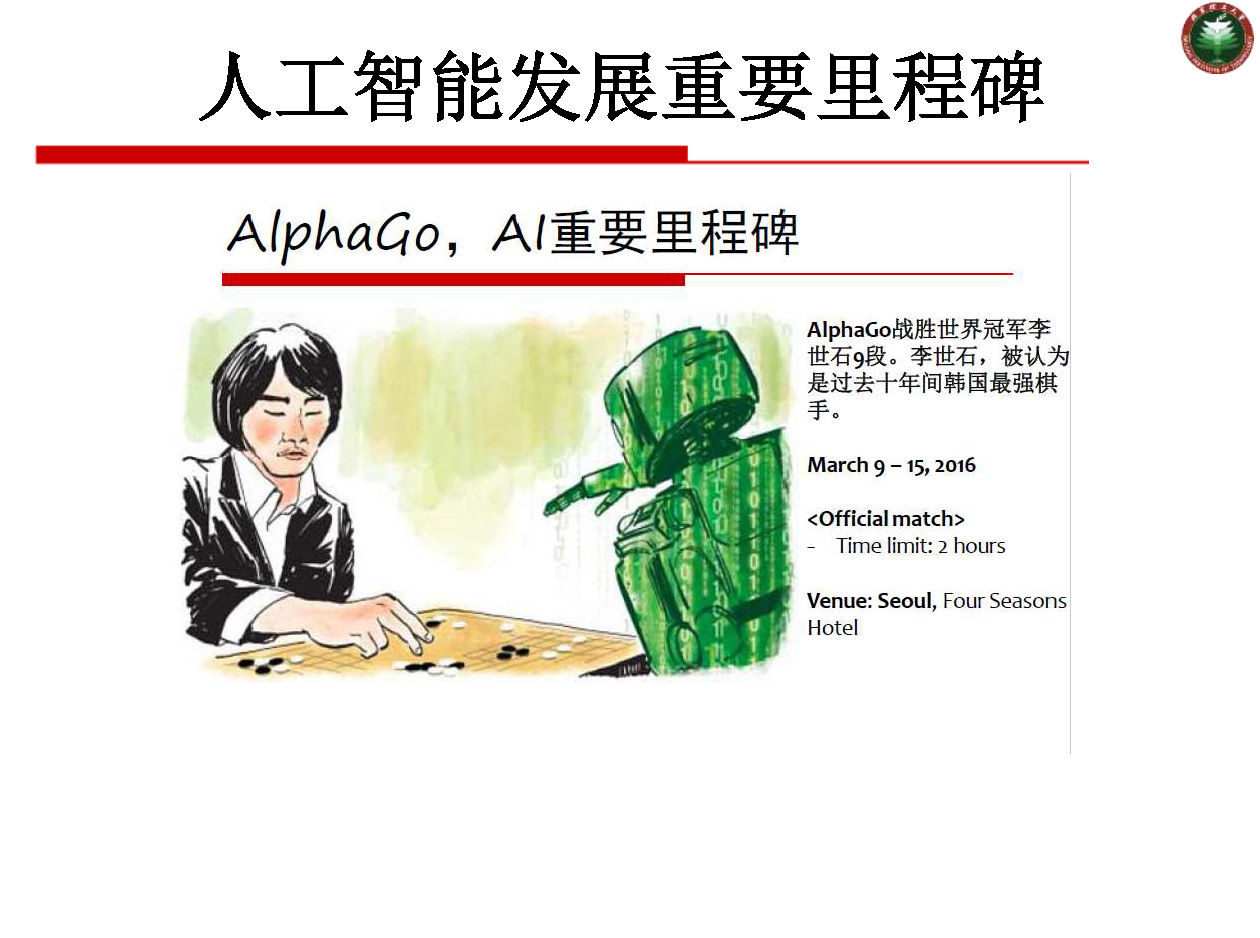 人工智能发展重要里程碑
AlphaGo，AI重要里程碑
AlphaGo战胜世界冠军李
世石9段。李世石，被认为
是过去十年间韩国最强棋
手。
March 9 – 15, 2016
<Official match>
- Time limit: 2 hours
Venue: Seoul, Four Seasons
Hotel